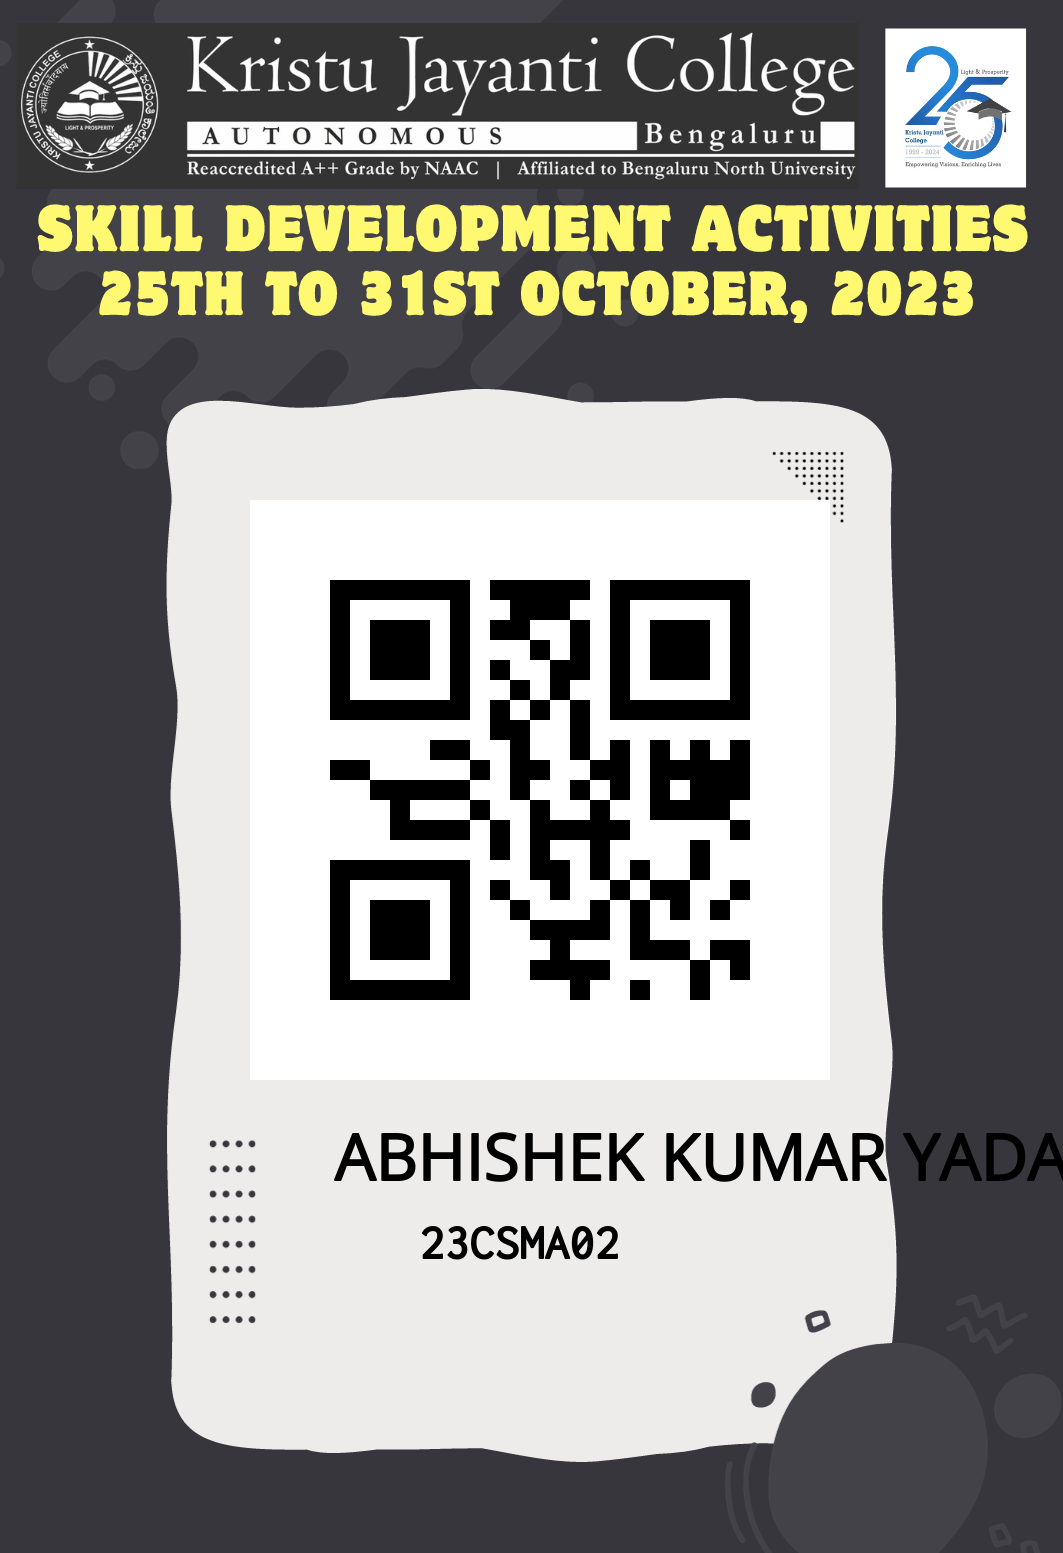 Kristu Jayanti College
AUTONOMOUS Bengaluru
Reaccredited A++ Grade by NAAC | Affiliated to Bengaluru North University
KRISTU JAYANTI COLLEGE
LIGHT & PROSPERITY
Light & Prosperity
25
Kristu Jayanti
College
1999 - 2024
Empowering Visions, Enriching Lives
SKILL DEVELOPMENT ACTIVITIES
25TH TO 31ST OCTOBER, 2023
ABHISHEK KUMAR YADA
23CSMA02